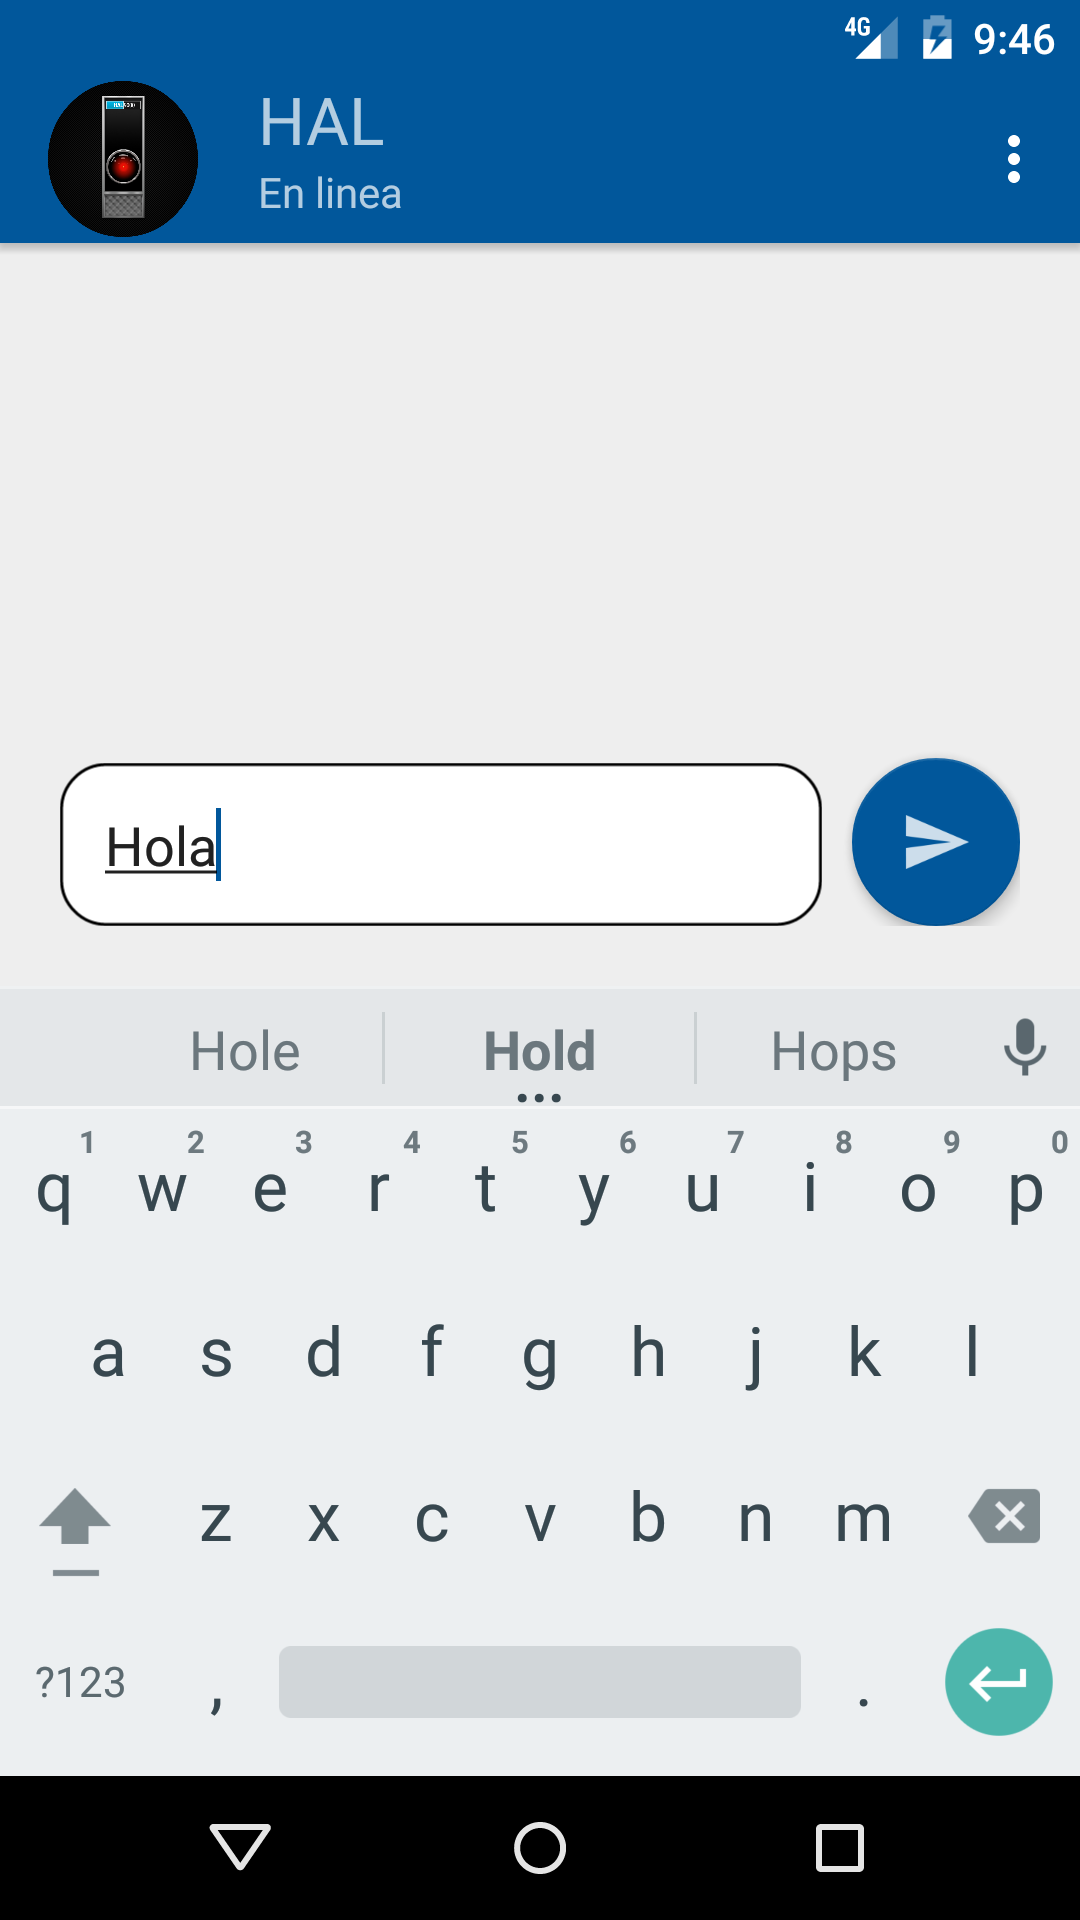 4G 9:46
HAL
En linea
Hola
Hole Hold Hops
1 2 3 4 5 6 7 8 9 0
q w e r t y u i o p
a s d f g h j k l
z x c v b n m
?123 , .